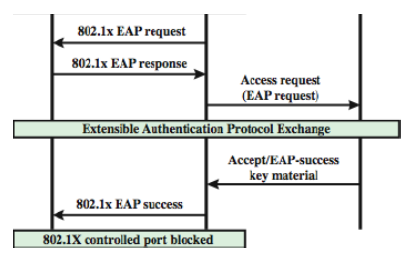 802.1x EAP request
802.1x EAP response
Access request
(EAP request)
Extensible Authentication Protocol Exchange
Accept/EAP-success
key material
802.1x EAP success
802.1X controlled port blocked